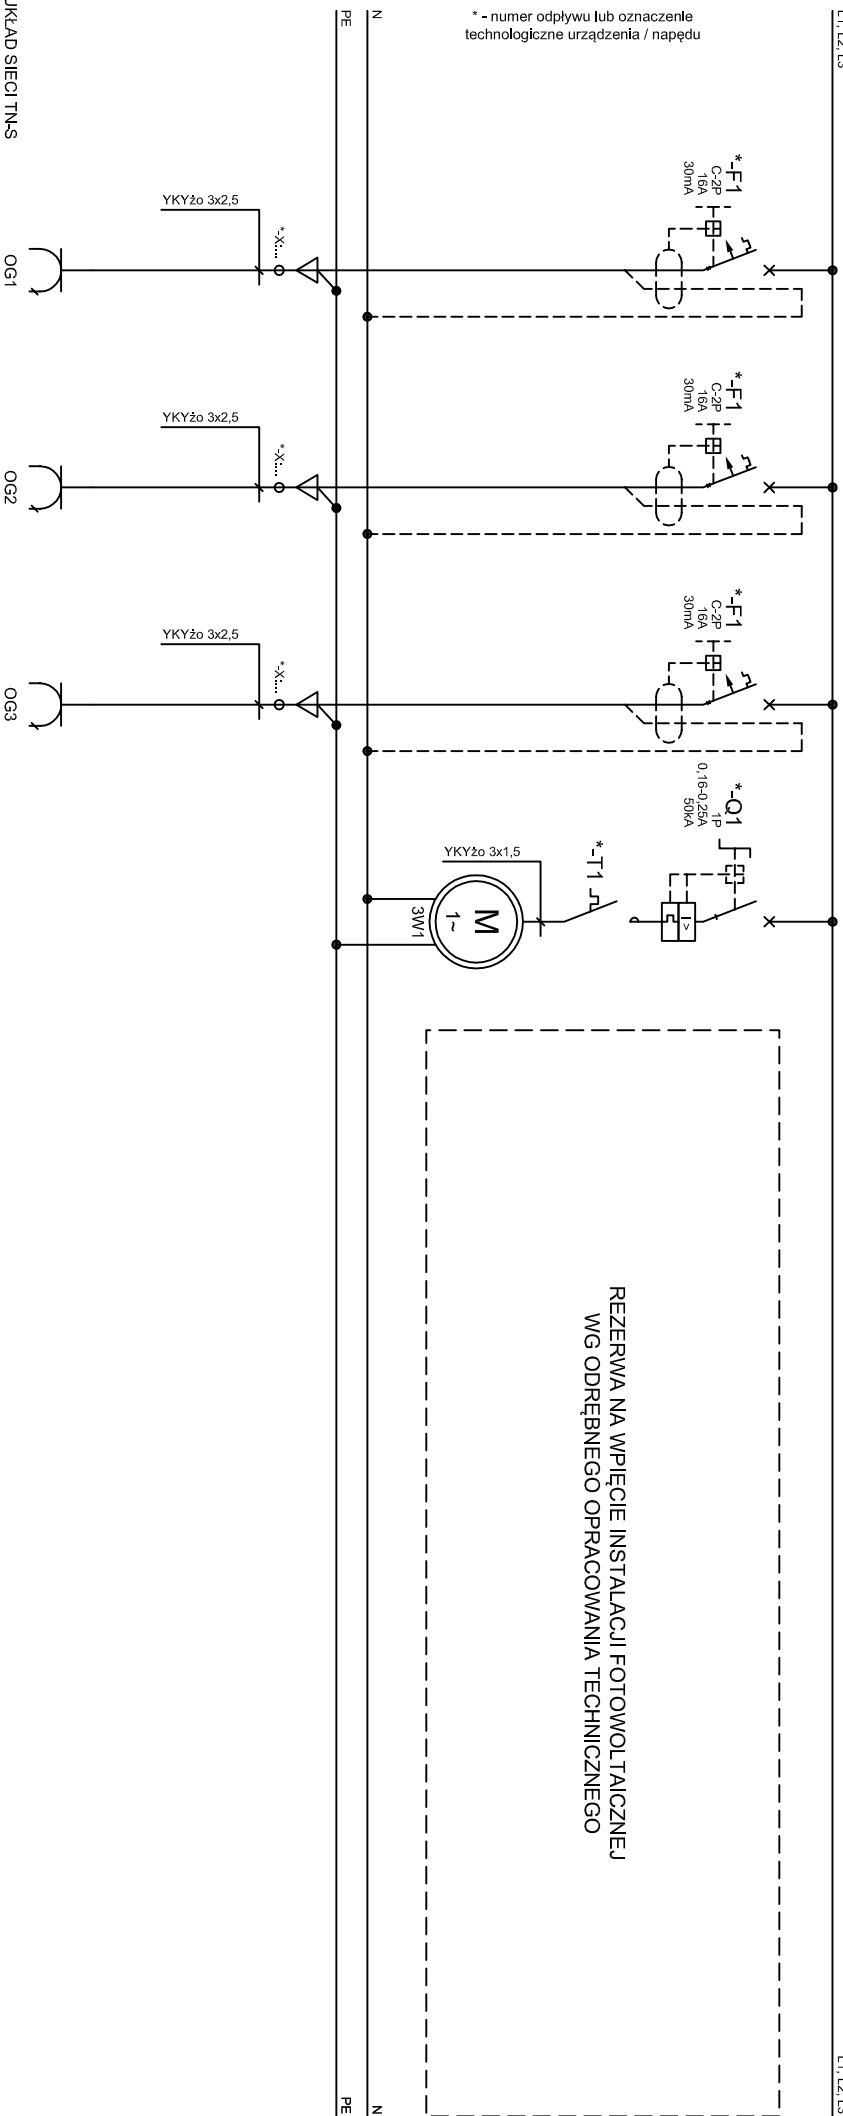 * - numer odpływu lub oznaczenie
technologiczne urządzenia / napędu
L1, L2, L3
L1, L2, L3
N
N
PE
PE
*-F1
C-2P
16A
30mA
*-F1
C-2P
16A
30mA
*-F1
C-2P
16A
30mA
*-Q1
1P
0,16-0,25A
50kA
I>
*-T1
YKYżo 3x1,5
M
1~
3W1
YKYżo 3x2,5
*-X:...
YKYżo 3x2,5
*-X:...
YKYżo 3x2,5
*-X:...
REZERWA NA WPIĘCIE INSTALACJI FOTOWOLTAICZNEJ
WG ODRĘBNEGO OPRACOWANIA TECHNICZNEGO
OG1
OG2
OG3
UKŁAD SIECI TN-S